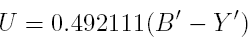 U = 0.492111(B′ − Y′)